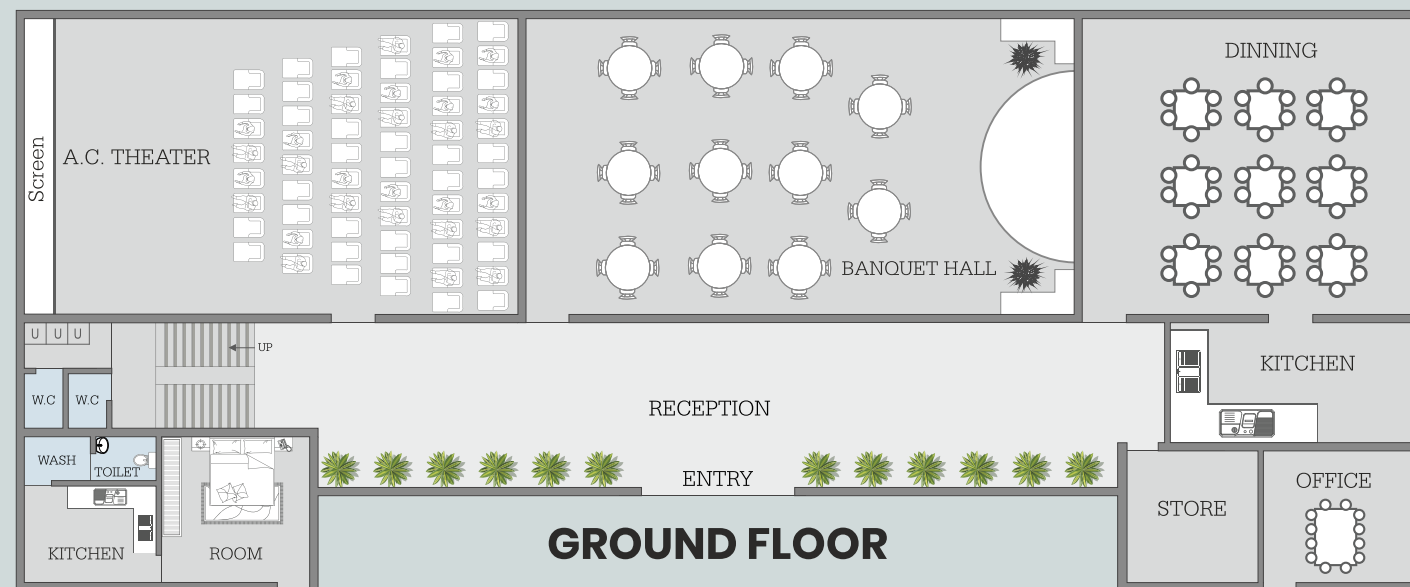 Screen
A.C. THEATER
BANQUET HALL
DINNING
U U U
UP
W.C
W.C
RECEPTION
KITCHEN
WASH
TOILET
ENTRY
OFFICE
STORE
KITCHEN
ROOM
GROUND FLOOR